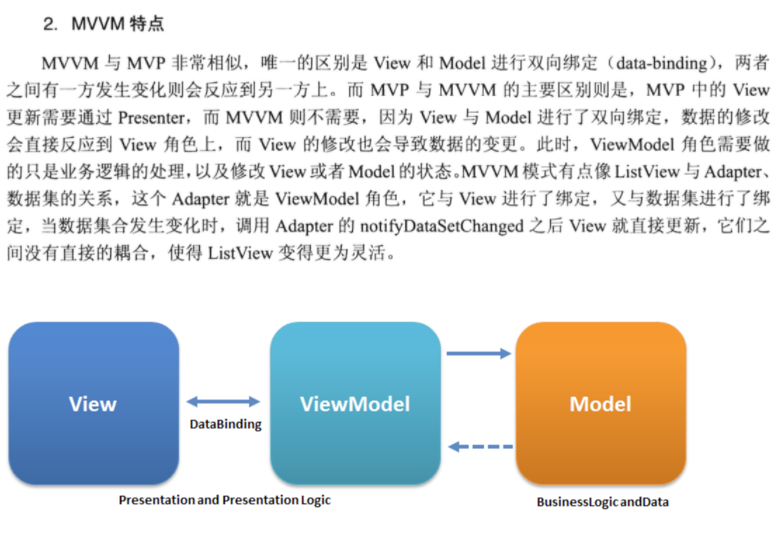 2. MVVM 特点
MVVM 与 MVP 非常相似，唯一的区别是 View 和 Model 进行双向绑定（data-binding），两者
之间有一方发生变化则会反应到另一方上。而 MVP 与 MVVM 的主要区别则是，MVP 中的 View
更新需要通过 Presenter，而 MVVM 则不需要，因为 View 与 Model 进行了双向绑定，数据的修改
会直接反应到 View 角色上，而 View 的修改也会导致数据的变更。此时，ViewModel 角色需要做
的只是业务逻辑的处理，以及修改 View 或者 Model 的状态。MVVM 模式有点像 ListView 与 Adapter、
数据集的关系，这个 Adapter 就是 ViewModel 角色，它与 View 进行了绑定，又与数据集进行了绑
定，当数据集合发生变化时，调用 Adapter 的 notifyDataSetChanged 之后 View 就直接更新，它们之
间没有直接的耦合，使得 ListView 变得更为灵活。
View
ViewModel
Model
DataBinding
Presentation and Presentation Logic
BusinessLogicandData